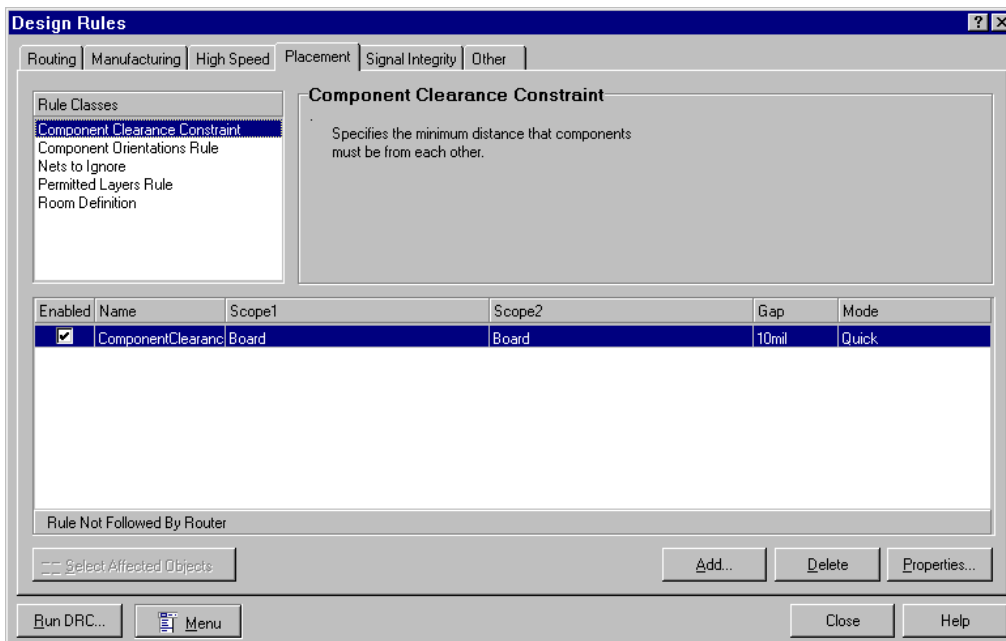 Design Rules
Routing Manufacturing High Speed Placement Signal Integrity Other
Rule Classes
Component Clearance Constraint
Component Orientations Rule
Nets to Ignore
Permitted Layers Rule
Room Definition
Component Clearance Constraint
Specifies the minimum distance that components
must be from each other.
Enabled Name Scope1 Scope2 Gap Mode
ComponentClearanc Board Board 10mil Quick
Rule Not Followed By Router
Select Affected Objects Add... Delete Properties...
Run DRC... Menu Close Help